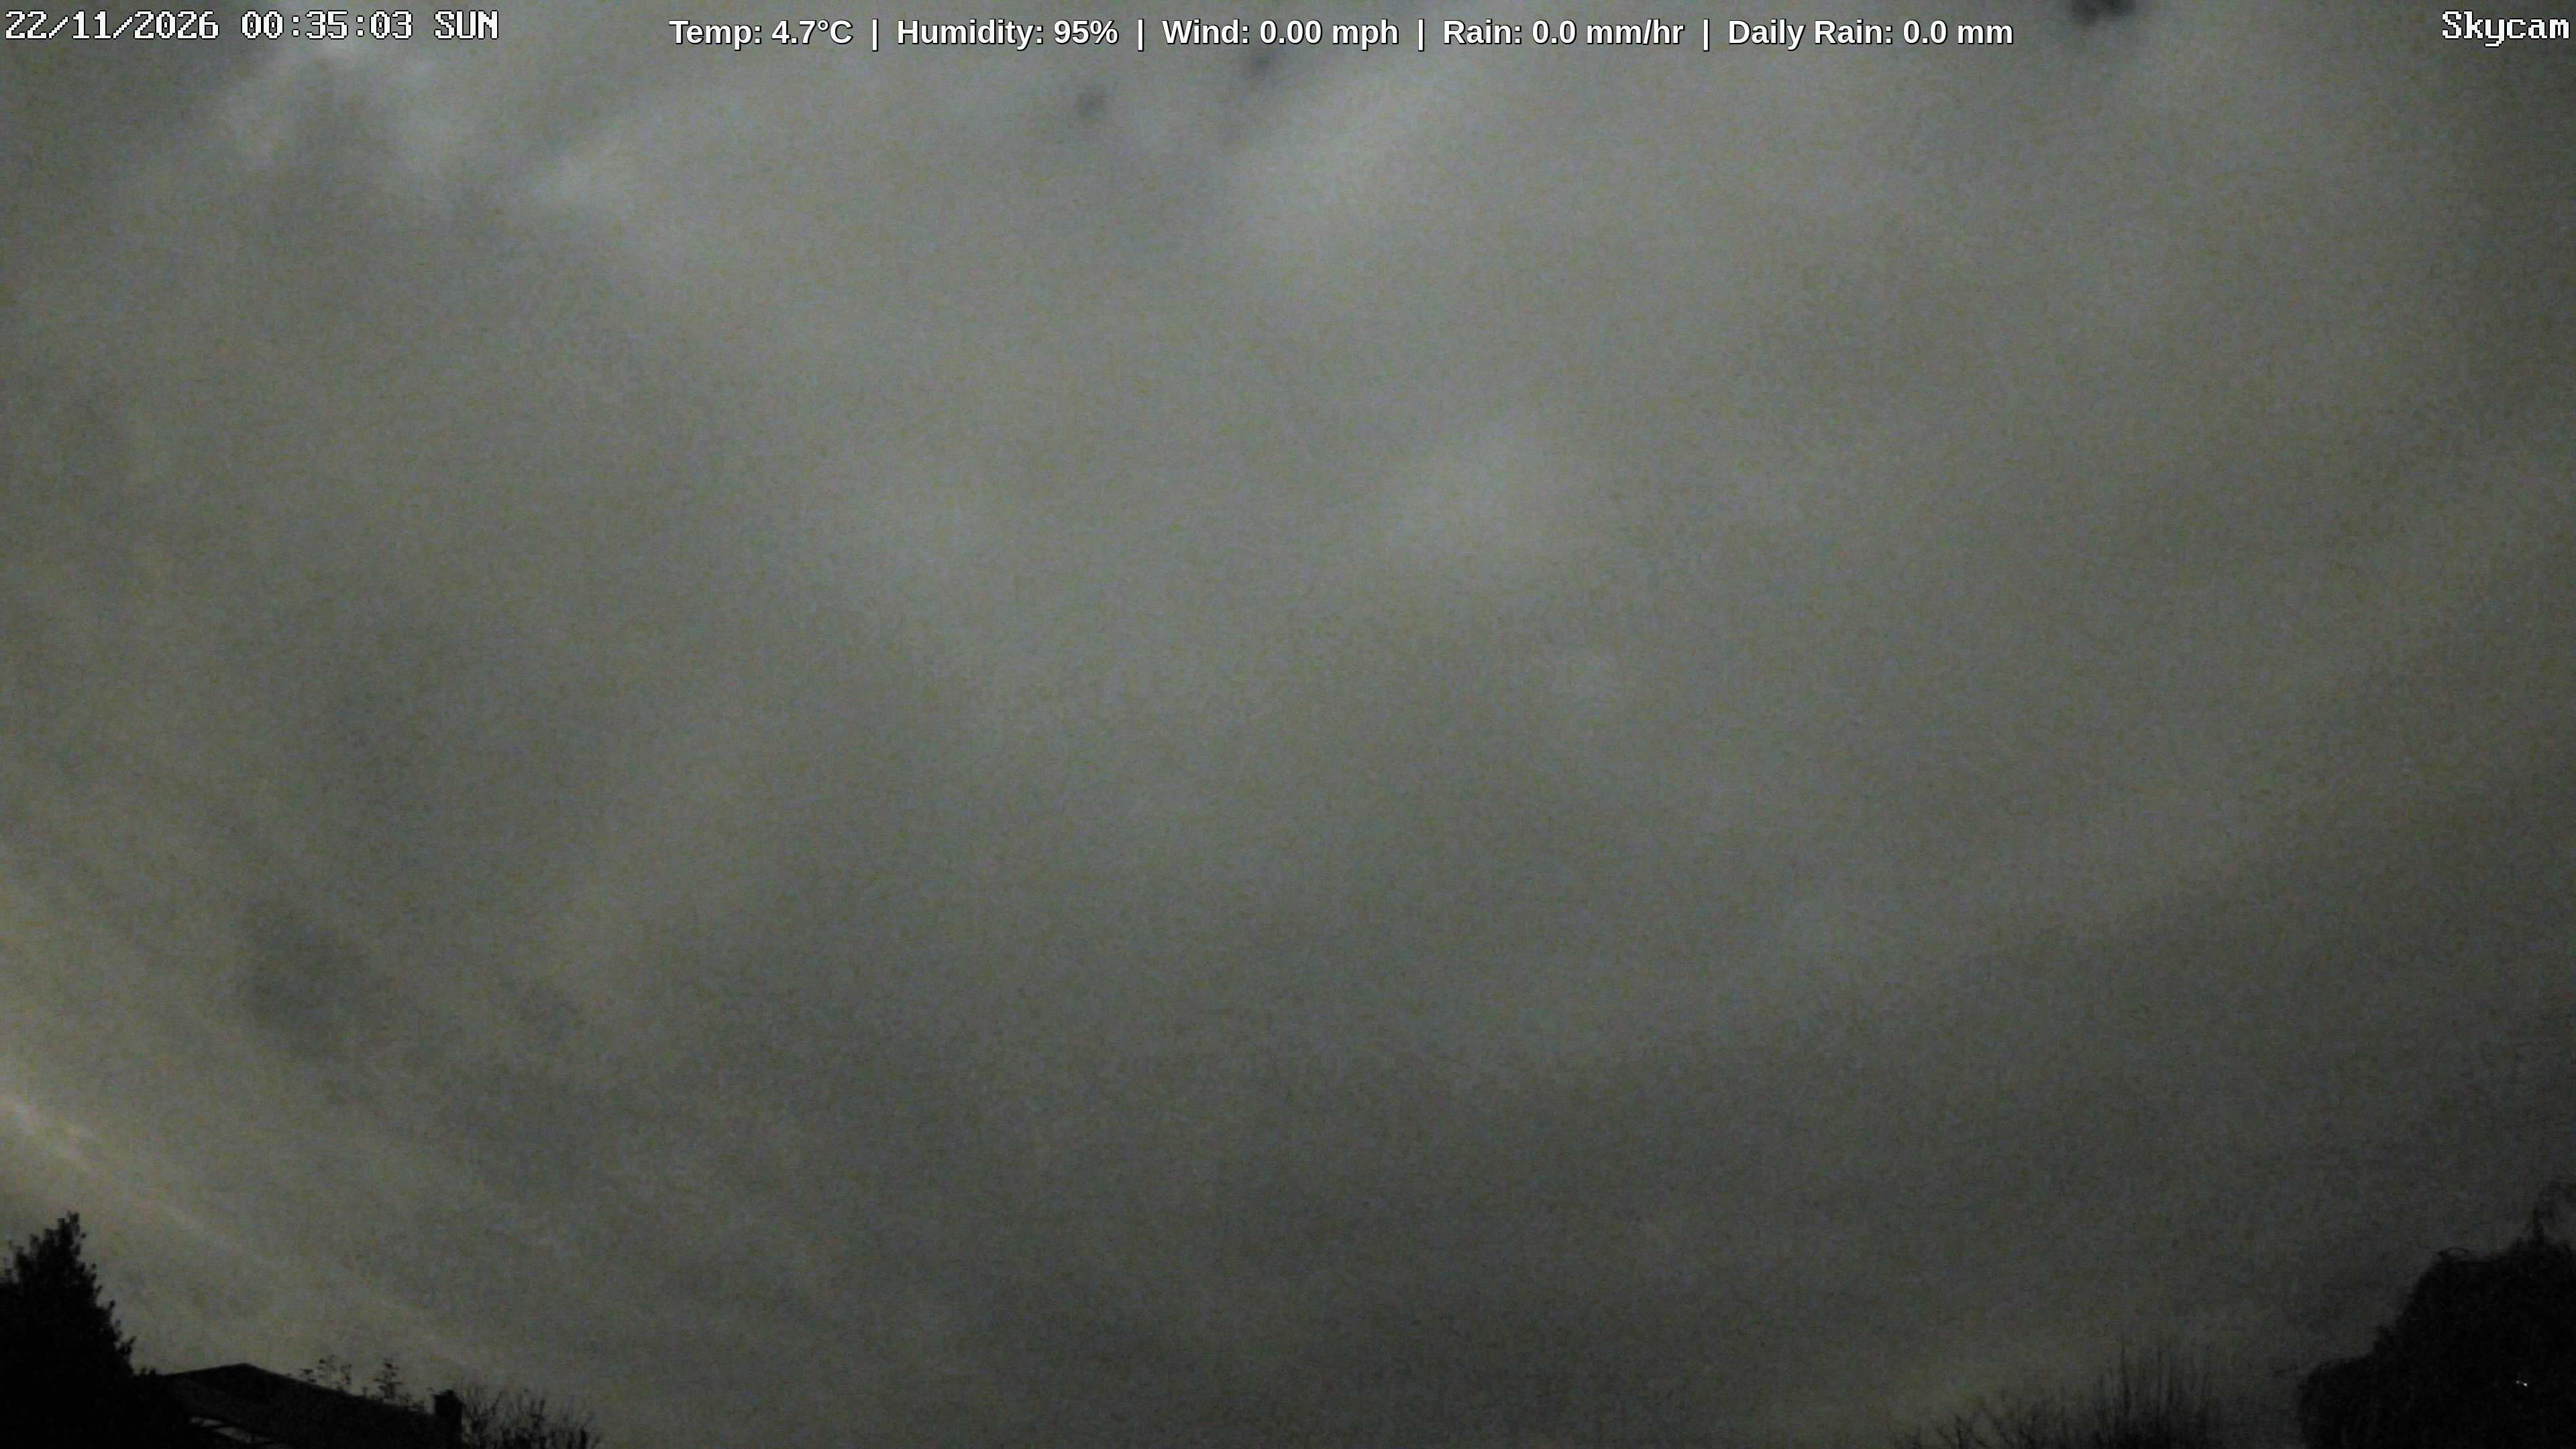 22/11/2026 00:35:03 SUN
Temp: 4.7°C | Humidity: 95% | Wind: 0.00 mph | Rain: 0.0 mm/hr | Daily Rain: 0.0 mm
Skycam